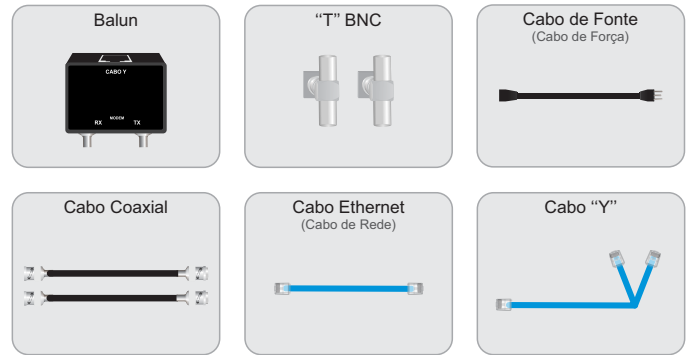 Balun
CABO Y
MODEM
RX TX
“T” BNC
Cabo de Fonte
(Cabo de Força)
Cabo Coaxial
Cabo Ethernet
(Cabo de Rede)
Cabo “Y”